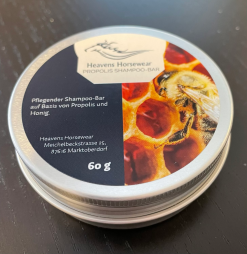 Heavens Horsewear
PROPOLIS SHAMPOO-BAR
Pflegender Shampoo-Bar
auf Basis von Propolis und
Honig.
Heavens Horsewear
Meichelbeckstrasse 15,
87616 Marktoberdorf
60 g